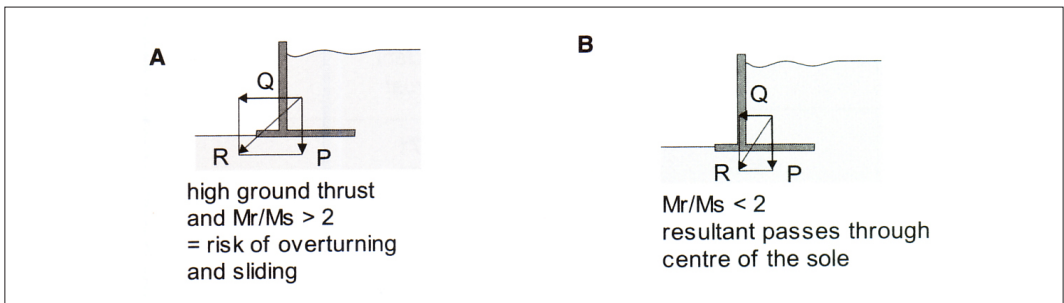 A
Q
R
P
high ground thrust
and Mr/Ms > 2
= risk of overturning
and sliding
B
Q
R
P
Mr/Ms < 2
resultant passes through
centre of the sole